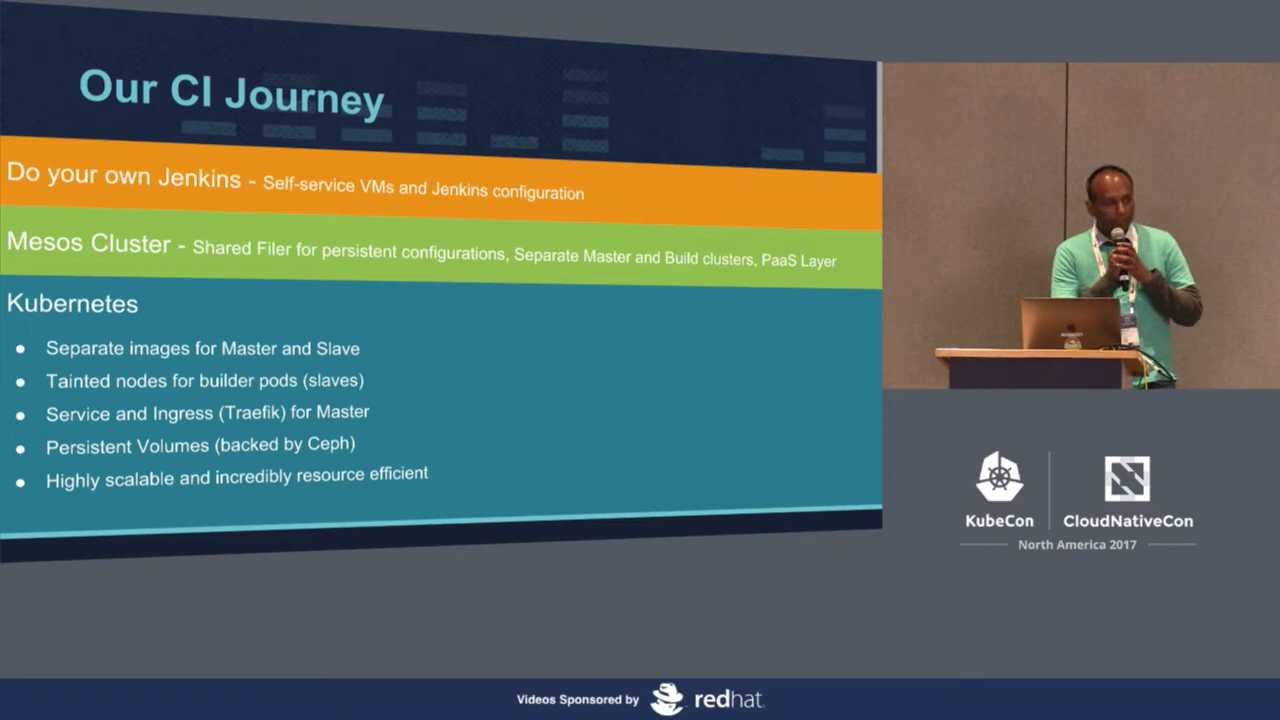 Our CI Journey
Do your own Jenkins - Self-service VMs and Jenkins configuration
Mesos Cluster - Shared Filer for persistent configurations, Separate Master and Build clusters, PaaS Layer
Kubernetes
● Separate images for Master and Slave
● Tainted nodes for builder pods (slaves)
● Service and Ingress (Traefik) for Master
● Persistent Volumes (backed by Ceph)
● Highly scalable and incredibly resource efficient
KubeCon
CloudNativeCon
North America 2017
Videos Sponsored by redhat